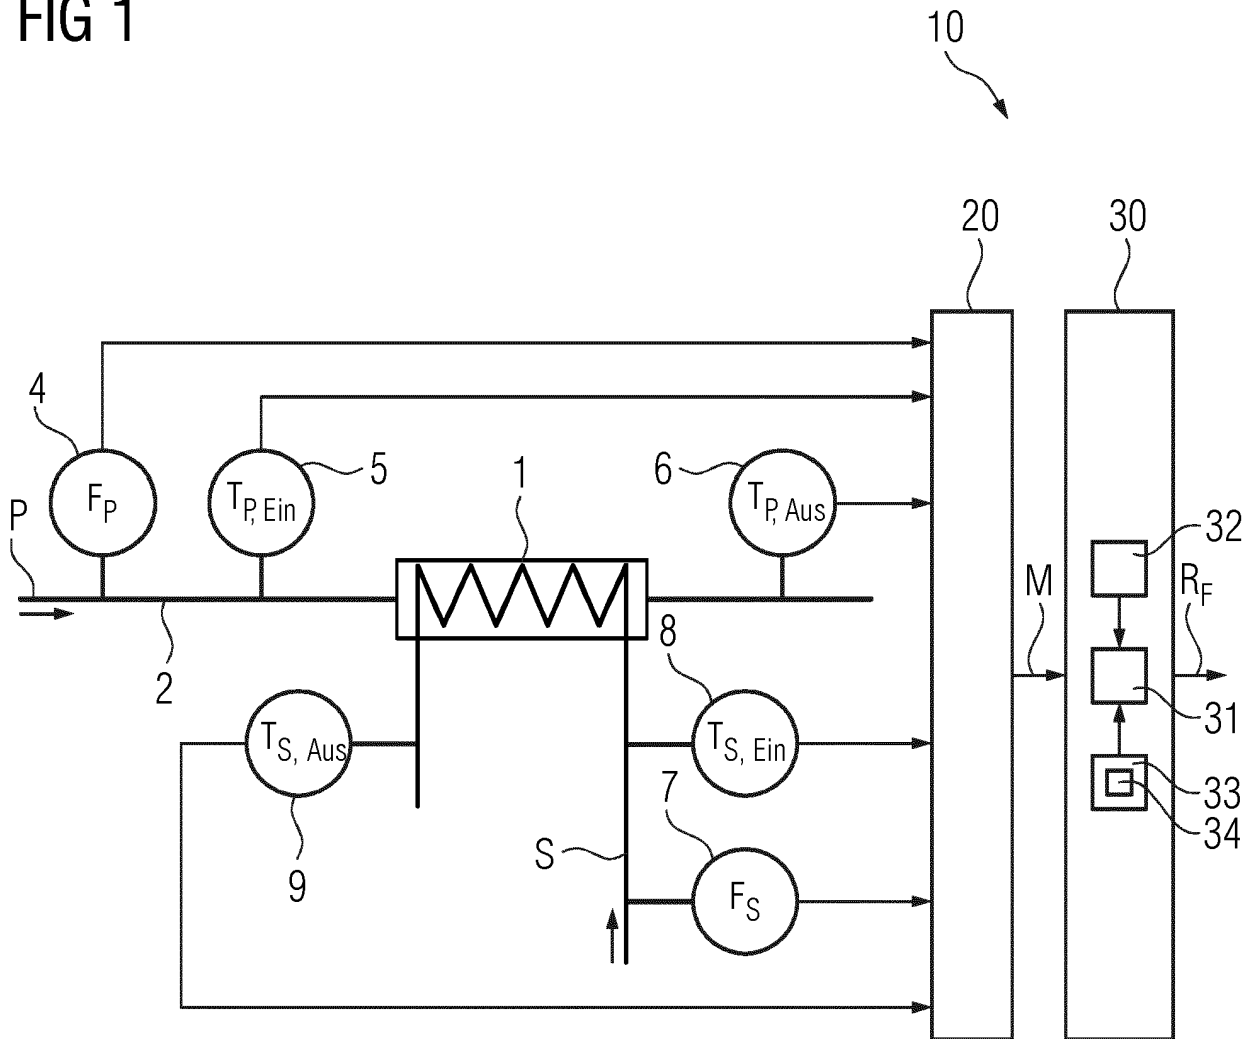 FIG 1
10
20
30
4
5
1
6
F_P
T_P, Ein
T_P, Aus
P
32
M
R_F
2
8
31
T_S, Aus
T_S, Ein
7
33
34
9
S
F_S